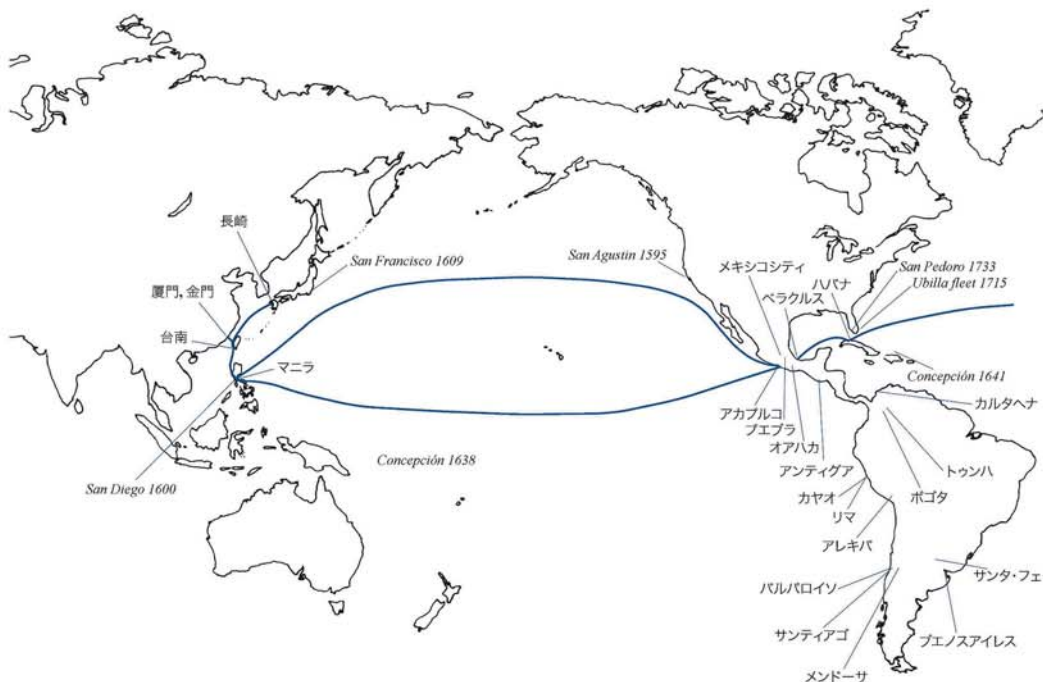 長崎
San Francisco 1609
San Agustin 1595
メキシコシティ
ベラクルス
ハバナ
San Pedoro 1733
Ubilla fleet 1715
厦門，金門
台南
マニラ
Concepción 1641
カルタヘナ
アカプルコ
プエブラ
オアハカ
アンティグア
トゥンハ
ボゴタ
Concepción 1638
San Diego 1600
カヤオ
リマ
アレキパ
バルパロイソ
サンタ・フェ
サンティアゴ
ブエノスアイレス
メンドーサ